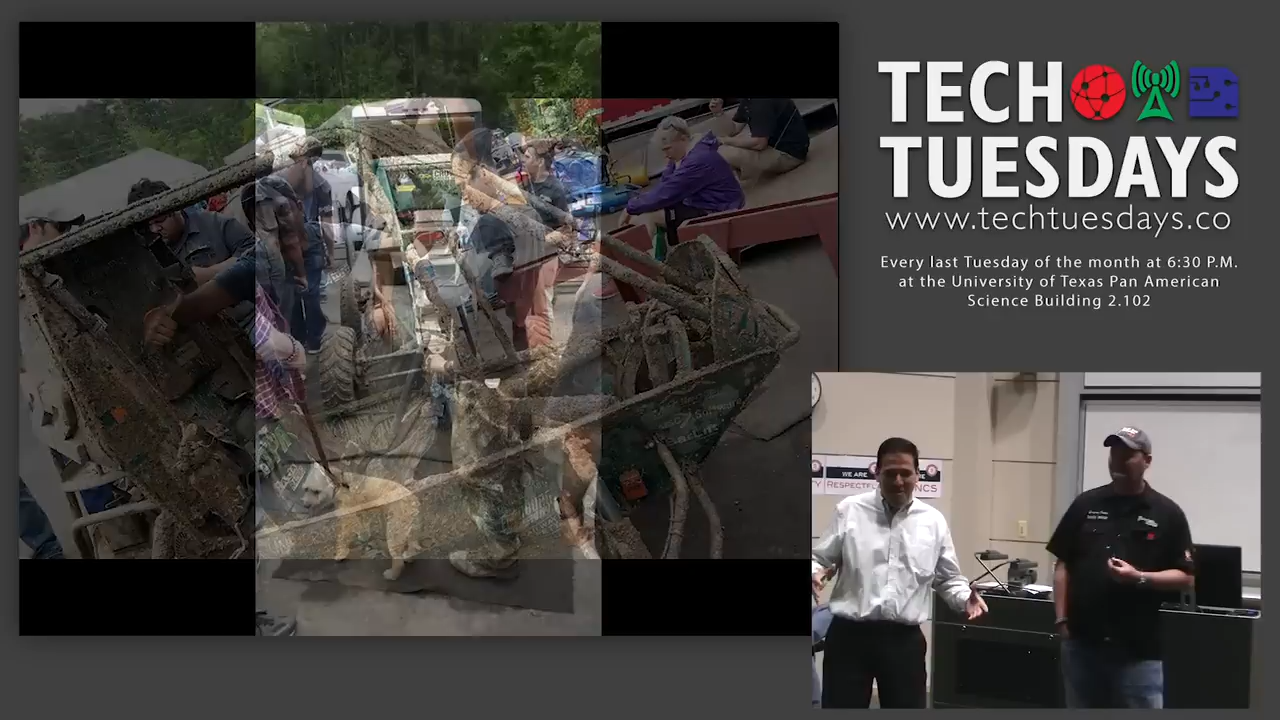 TECH
TUESDAYS
www.techtuesdays.co
Every last Tuesday of the month at 6:30 P.M.
at the University of Texas Pan American
Science Building 2.102
WE ARE